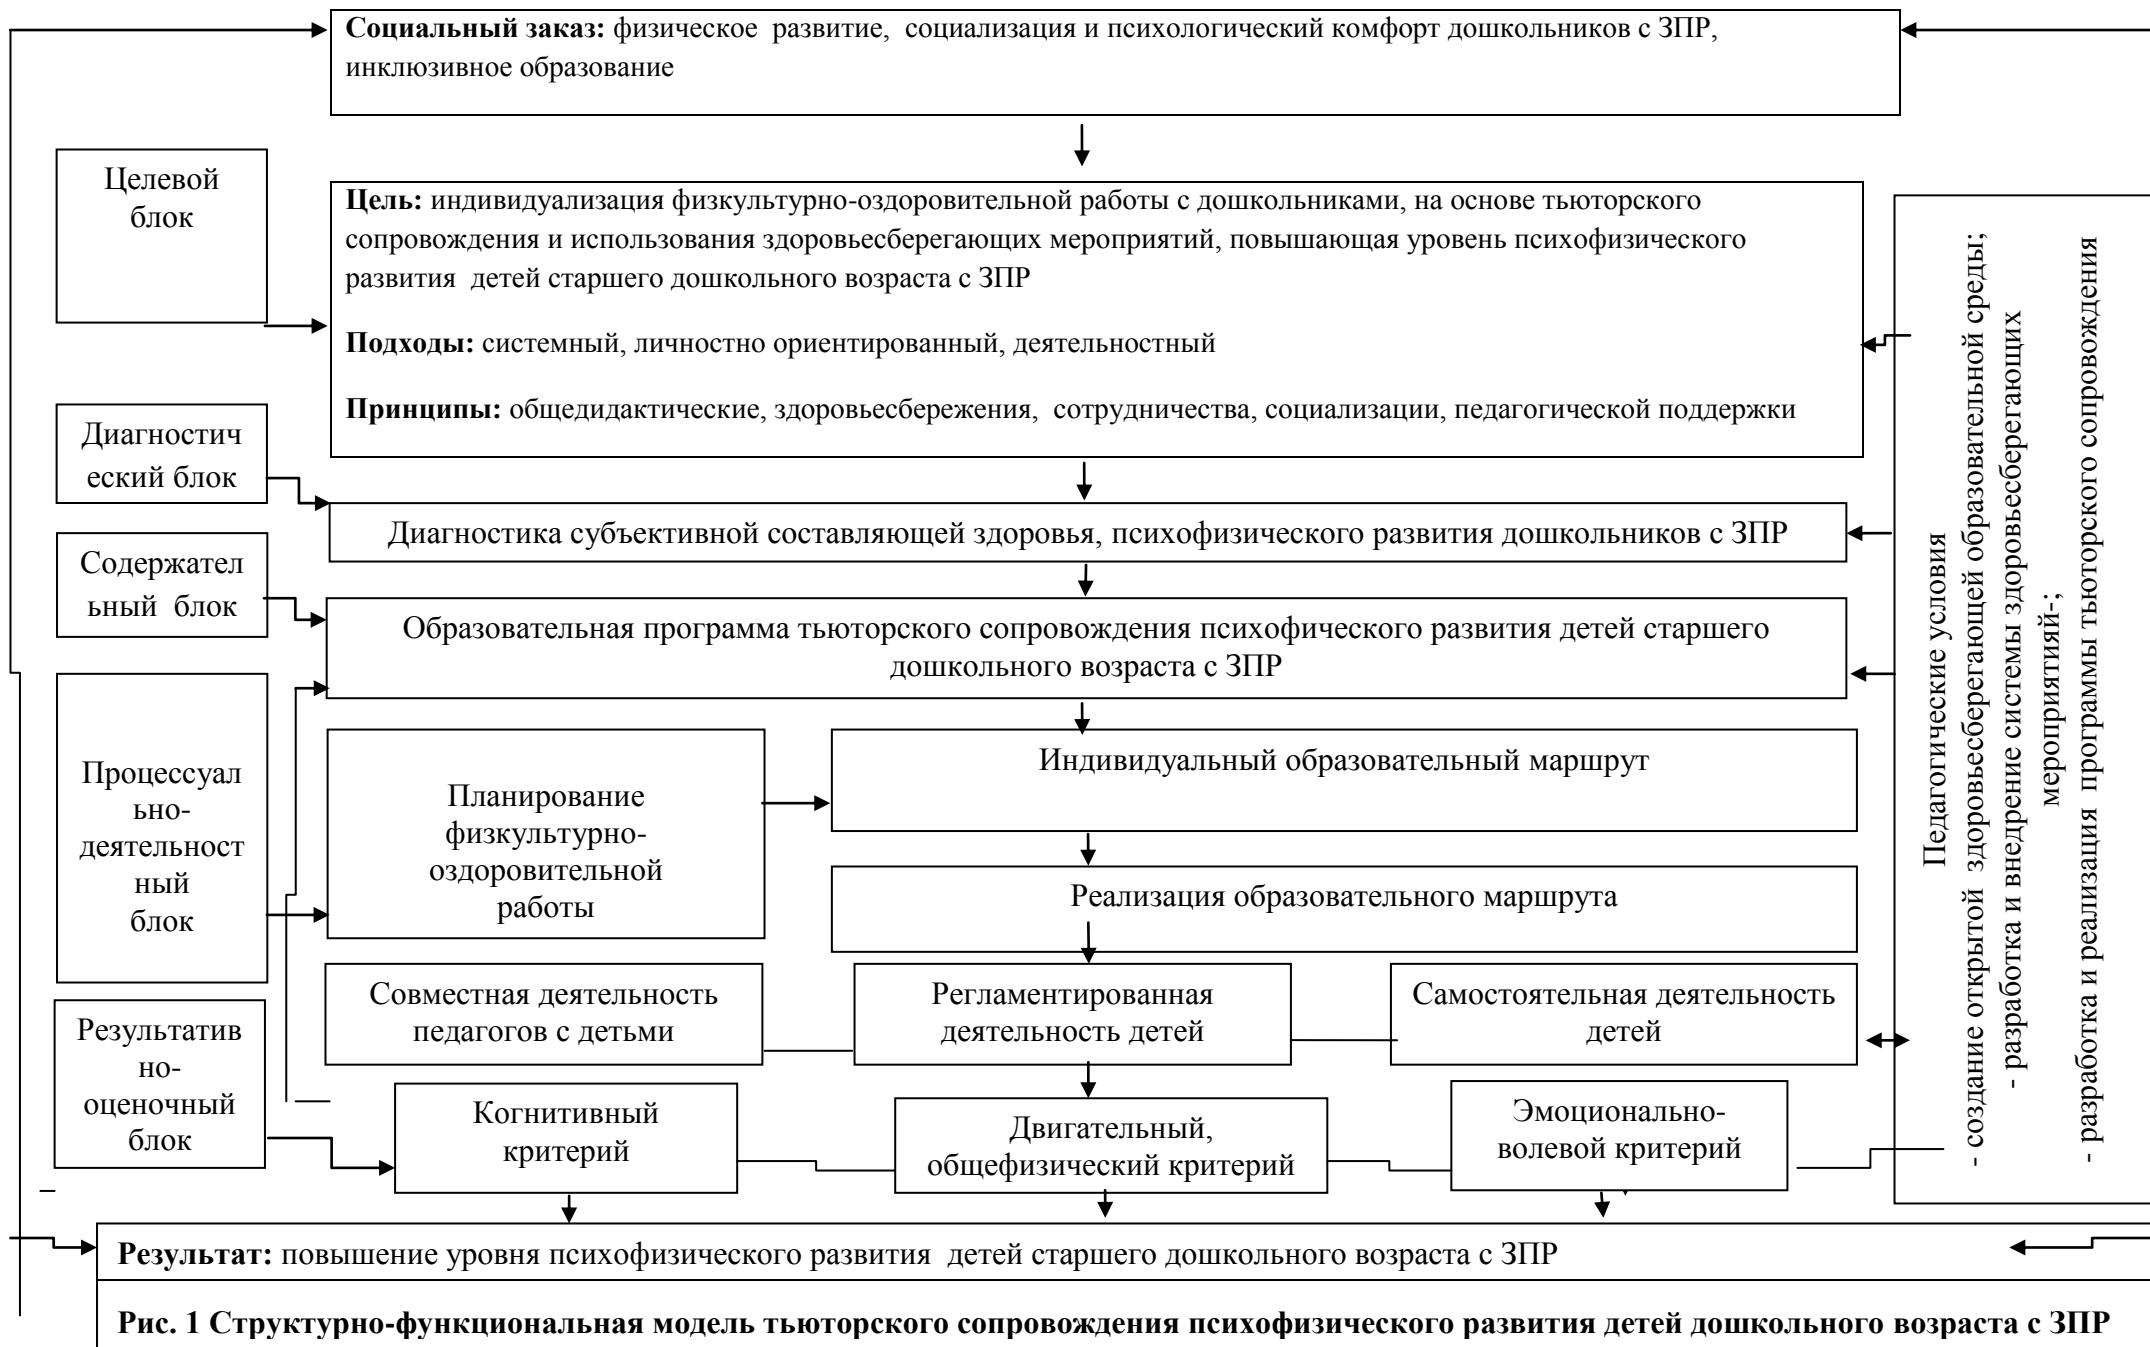 Социальный заказ: физическое  развитие,  социализация и психологический комфорт дошкольников с ЗПР,
инклюзивное образование
Целевой
блок
Цель: индивидуализация физкультурно-оздоровительной работы с дошкольниками, на основе тьюторского
сопровождения и использования здоровьесберегающих мероприятий, повышающая уровень психофизического
развития  детей старшего дошкольного возраста с ЗПР
Подходы: системный, личностно ориентированный, деятельностный
Принципы: общедидактические, здоровьесбережения,  сотрудничества, социализации, педагогической поддержки
Диагностич
еский блок
Диагностика субъективной составляющей здоровья, психофизического развития дошкольников с ЗПР
Содержател
ьный  блок
Образовательная программа тьюторского сопровождения психофического развития детей старшего
дошкольного возраста с ЗПР
Процессуал
ьно-
деятельност
ный
блок
Планирование
физкультурно-
оздоровительной
работы
Индивидуальный образовательный маршрут
Реализация образовательного маршрута
Совместная деятельность
педагогов с детьми
Регламентированная
деятельность детей
Самостоятельная деятельность
детей
Результатив
но-
оценочный
блок
Когнитивный
критерий
Двигательный,
общефизический критерий
Эмоционально-
волевой критерий
Педагогические условия
- создание открытой  здоровьесберегающей образовательной среды;
- разработка и внедрение системы здоровьесберегающих
мероприятияй-;
- разработка и реализация  программы тьюторского сопровождения
Результат: повышение уровня психофизического развития  детей старшего дошкольного возраста с ЗПР
Рис. 1 Структурно-функциональная модель тьюторского сопровождения психофизического развития детей дошкольного возраста с ЗПР